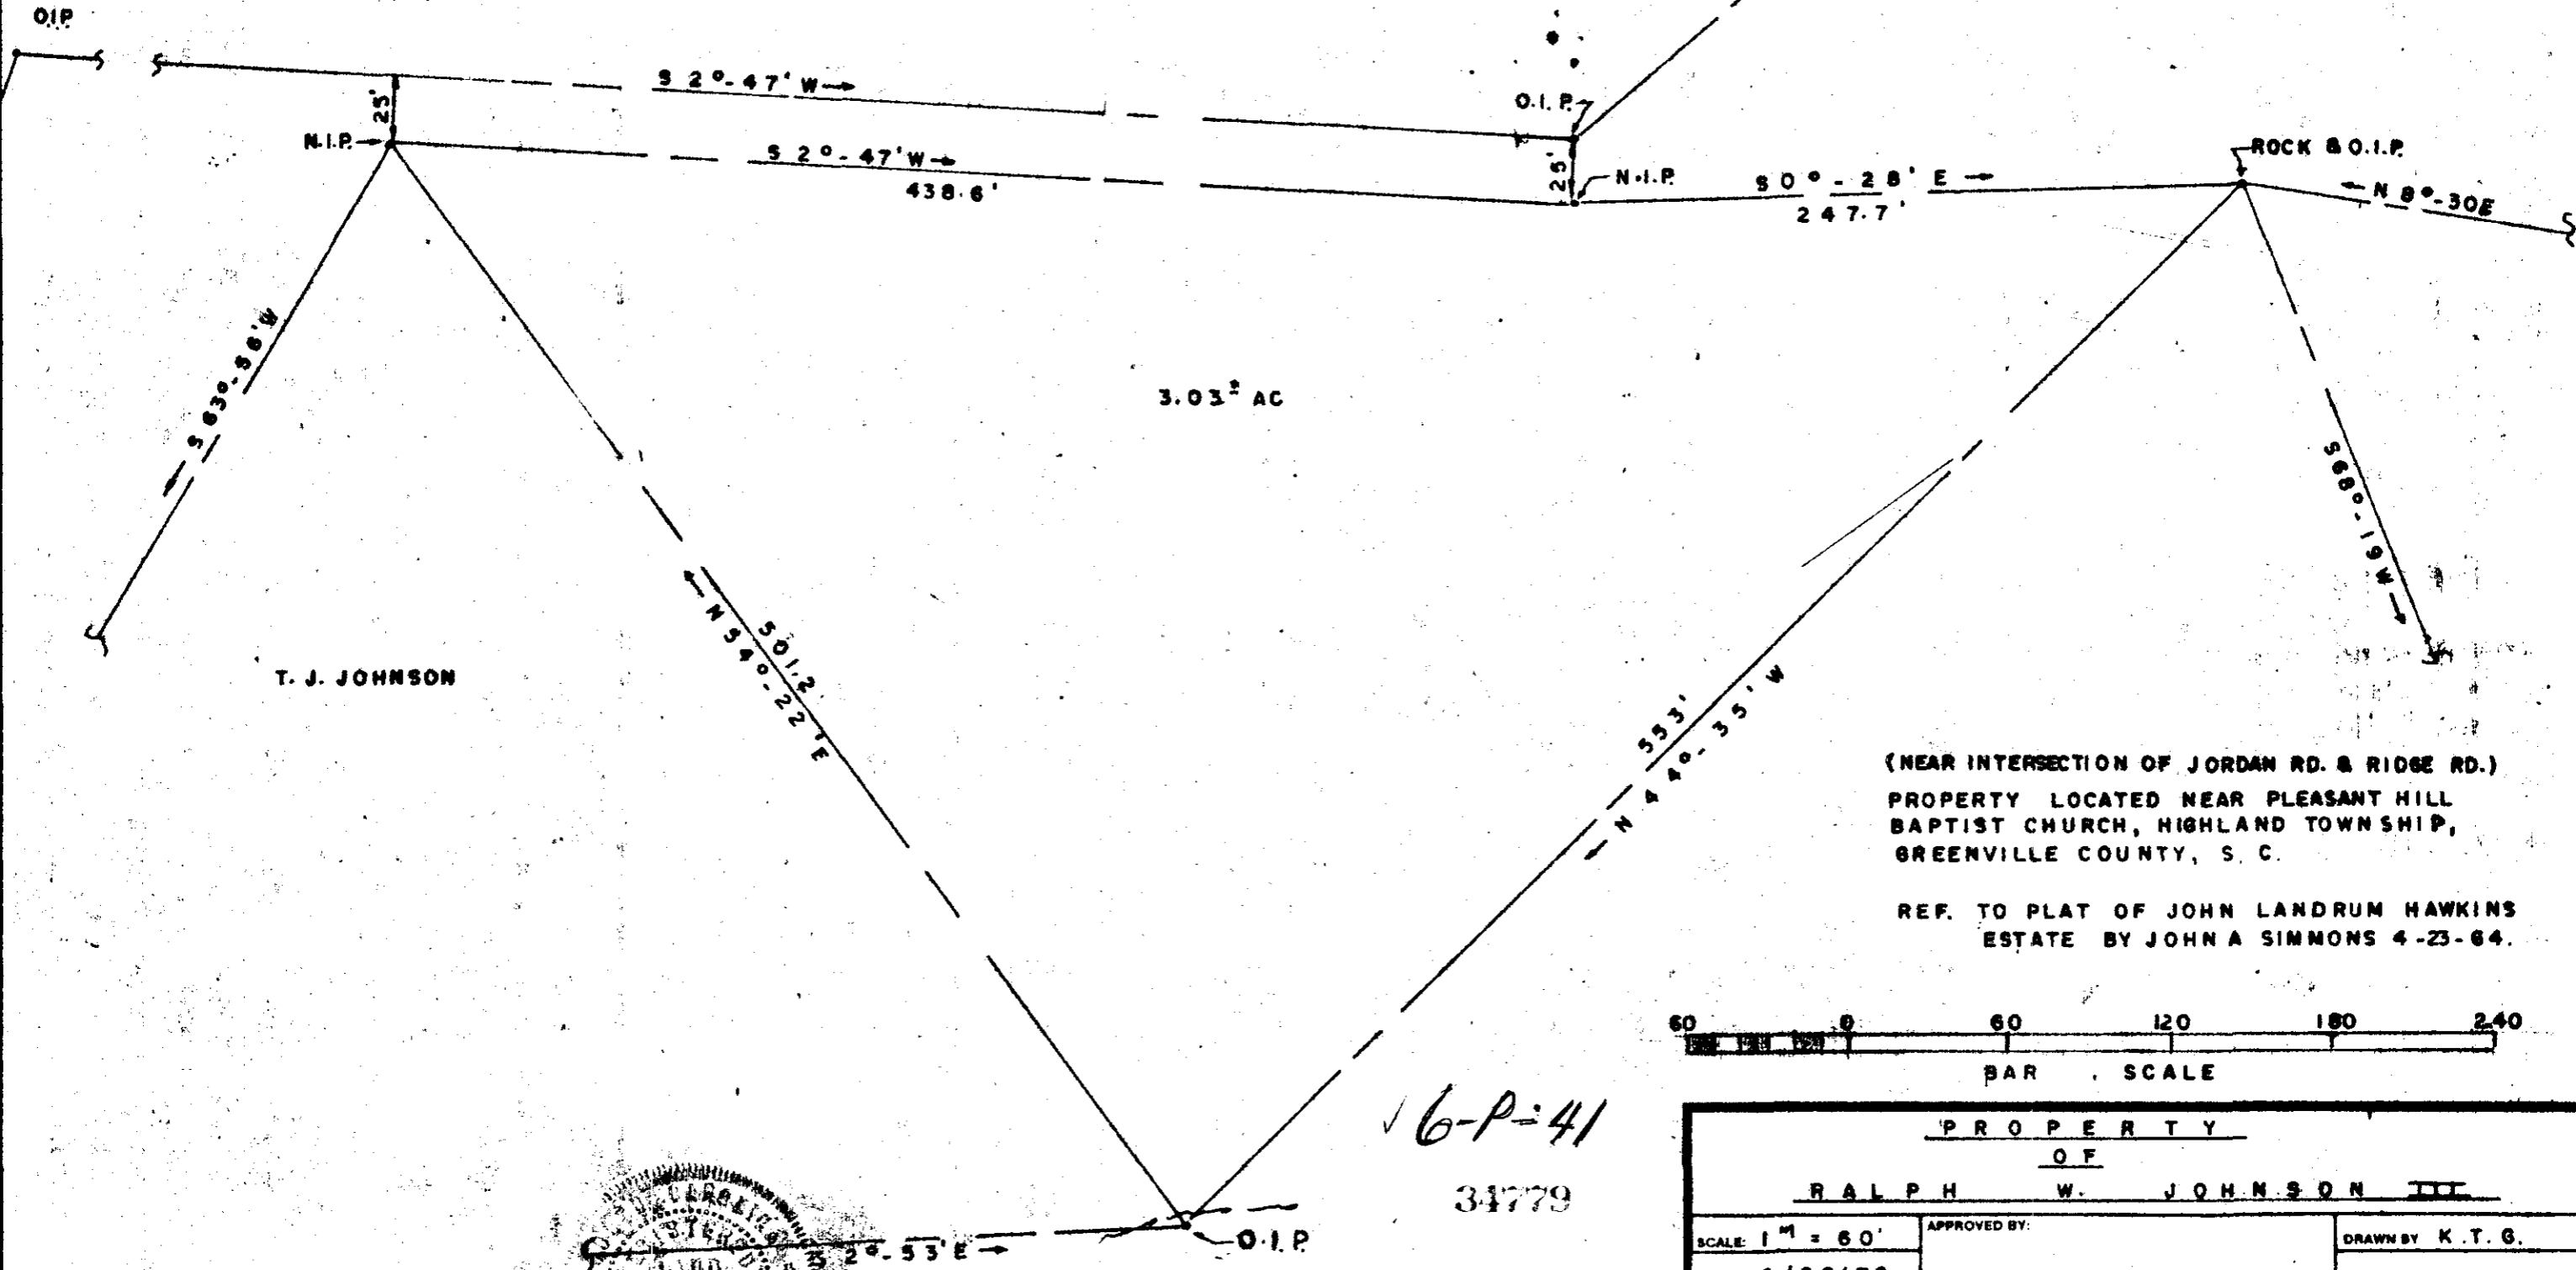 O.I.P.
S 2°-47' W
25'
N.I.P.
S 2°-47' W
438.6'
O.I.P.
25'
N.I.P.
S 0°-28' E
247.7'
ROCK & O.I.P.
N 8°-30E
S 63°-56' W
3.03± AC
S68°-19 W
T. J. JOHNSON
501.2
N 54°-22' E
553'
N 44°-35' W
(NEAR INTERSECTION OF JORDAN RD. & RIDGE RD.)
PROPERTY LOCATED NEAR PLEASANT HILL
BAPTIST CHURCH, HIGHLAND TOWNSHIP,
GREENVILLE COUNTY, S. C.
REF. TO PLAT OF JOHN LANDRUM HAWKINS
ESTATE BY JOHN A SIMMONS 4-23-64.
60 0 60 120 180 240
BAR SCALE
6-P-41
34779
S 2°-53' E
O.I.P.
PROPERTY
OF
RALPH W. JOHNSON III
SCALE: 1" = 60'
APPROVED BY:
DRAWN BY K.T.G.